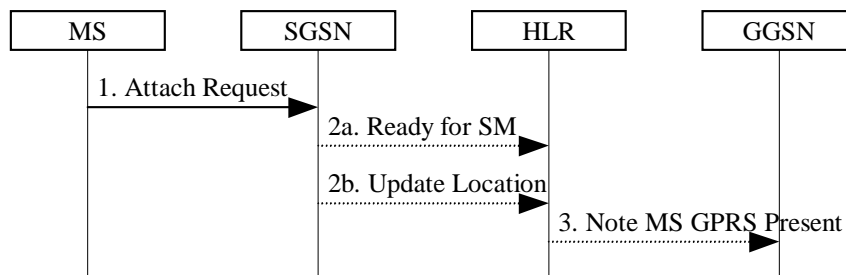 MS
SGSN
HLR
GGSN
1. Attach Request
2a. Ready for SM
2b. Update Location
3. Note MS GPRS Present